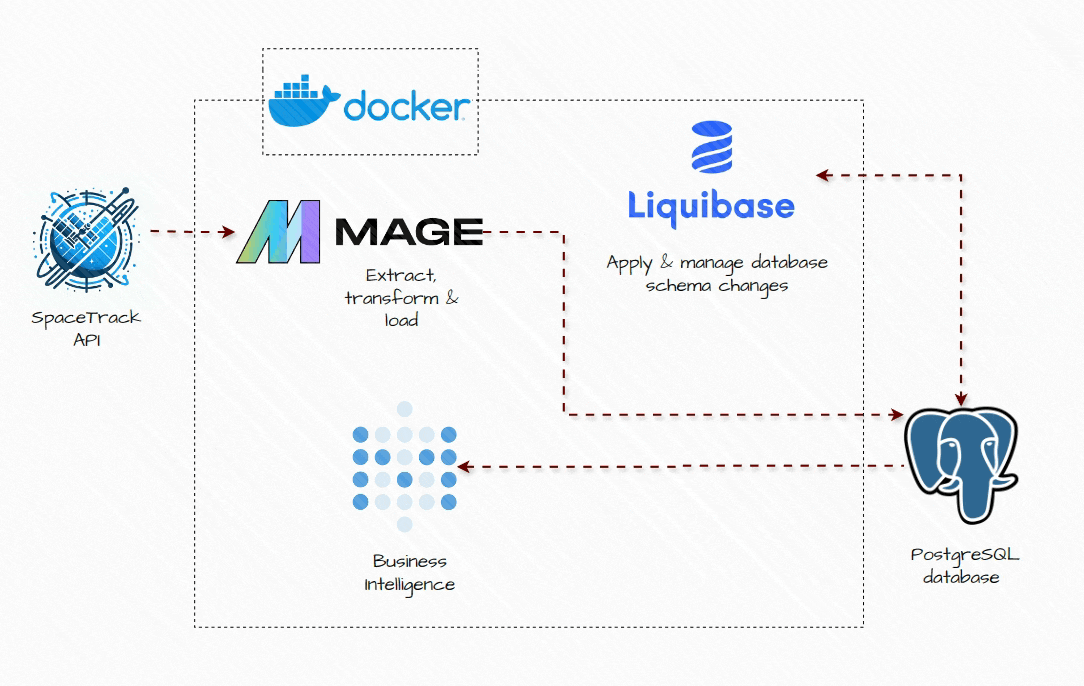 docker
Liquibase
MAGE
Apply & manage database
schema changes
Extract,
transform &
load
SpaceTrack
API
Business
Intelligence
PostgreSQL
database